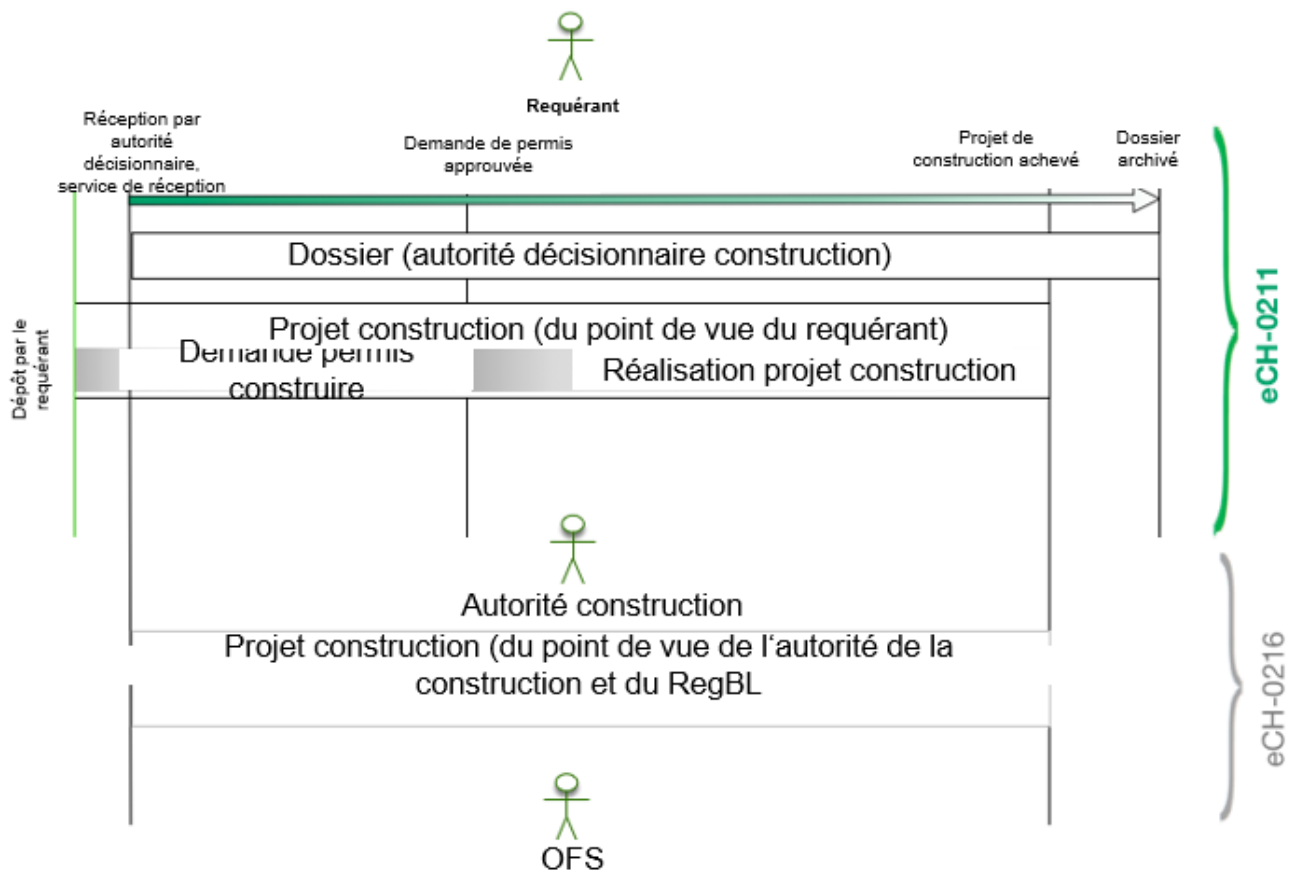 Requérant
Réception par
autorité
décisionnaire,
service de réception
Demande de permis
approuvée
Projet de
construction achevé
Dossier
archivé
Dossier (autorité décisionnaire construction)
Projet construction (du point de vue du requérant)
Demande permis
construire
Réalisation projet construction
Dépôt par le
requérant
eCH-0211
Autorité construction
Projet construction (du point de vue de l‘autorité de la
construction et du RegBL
eCH-0216
OFS